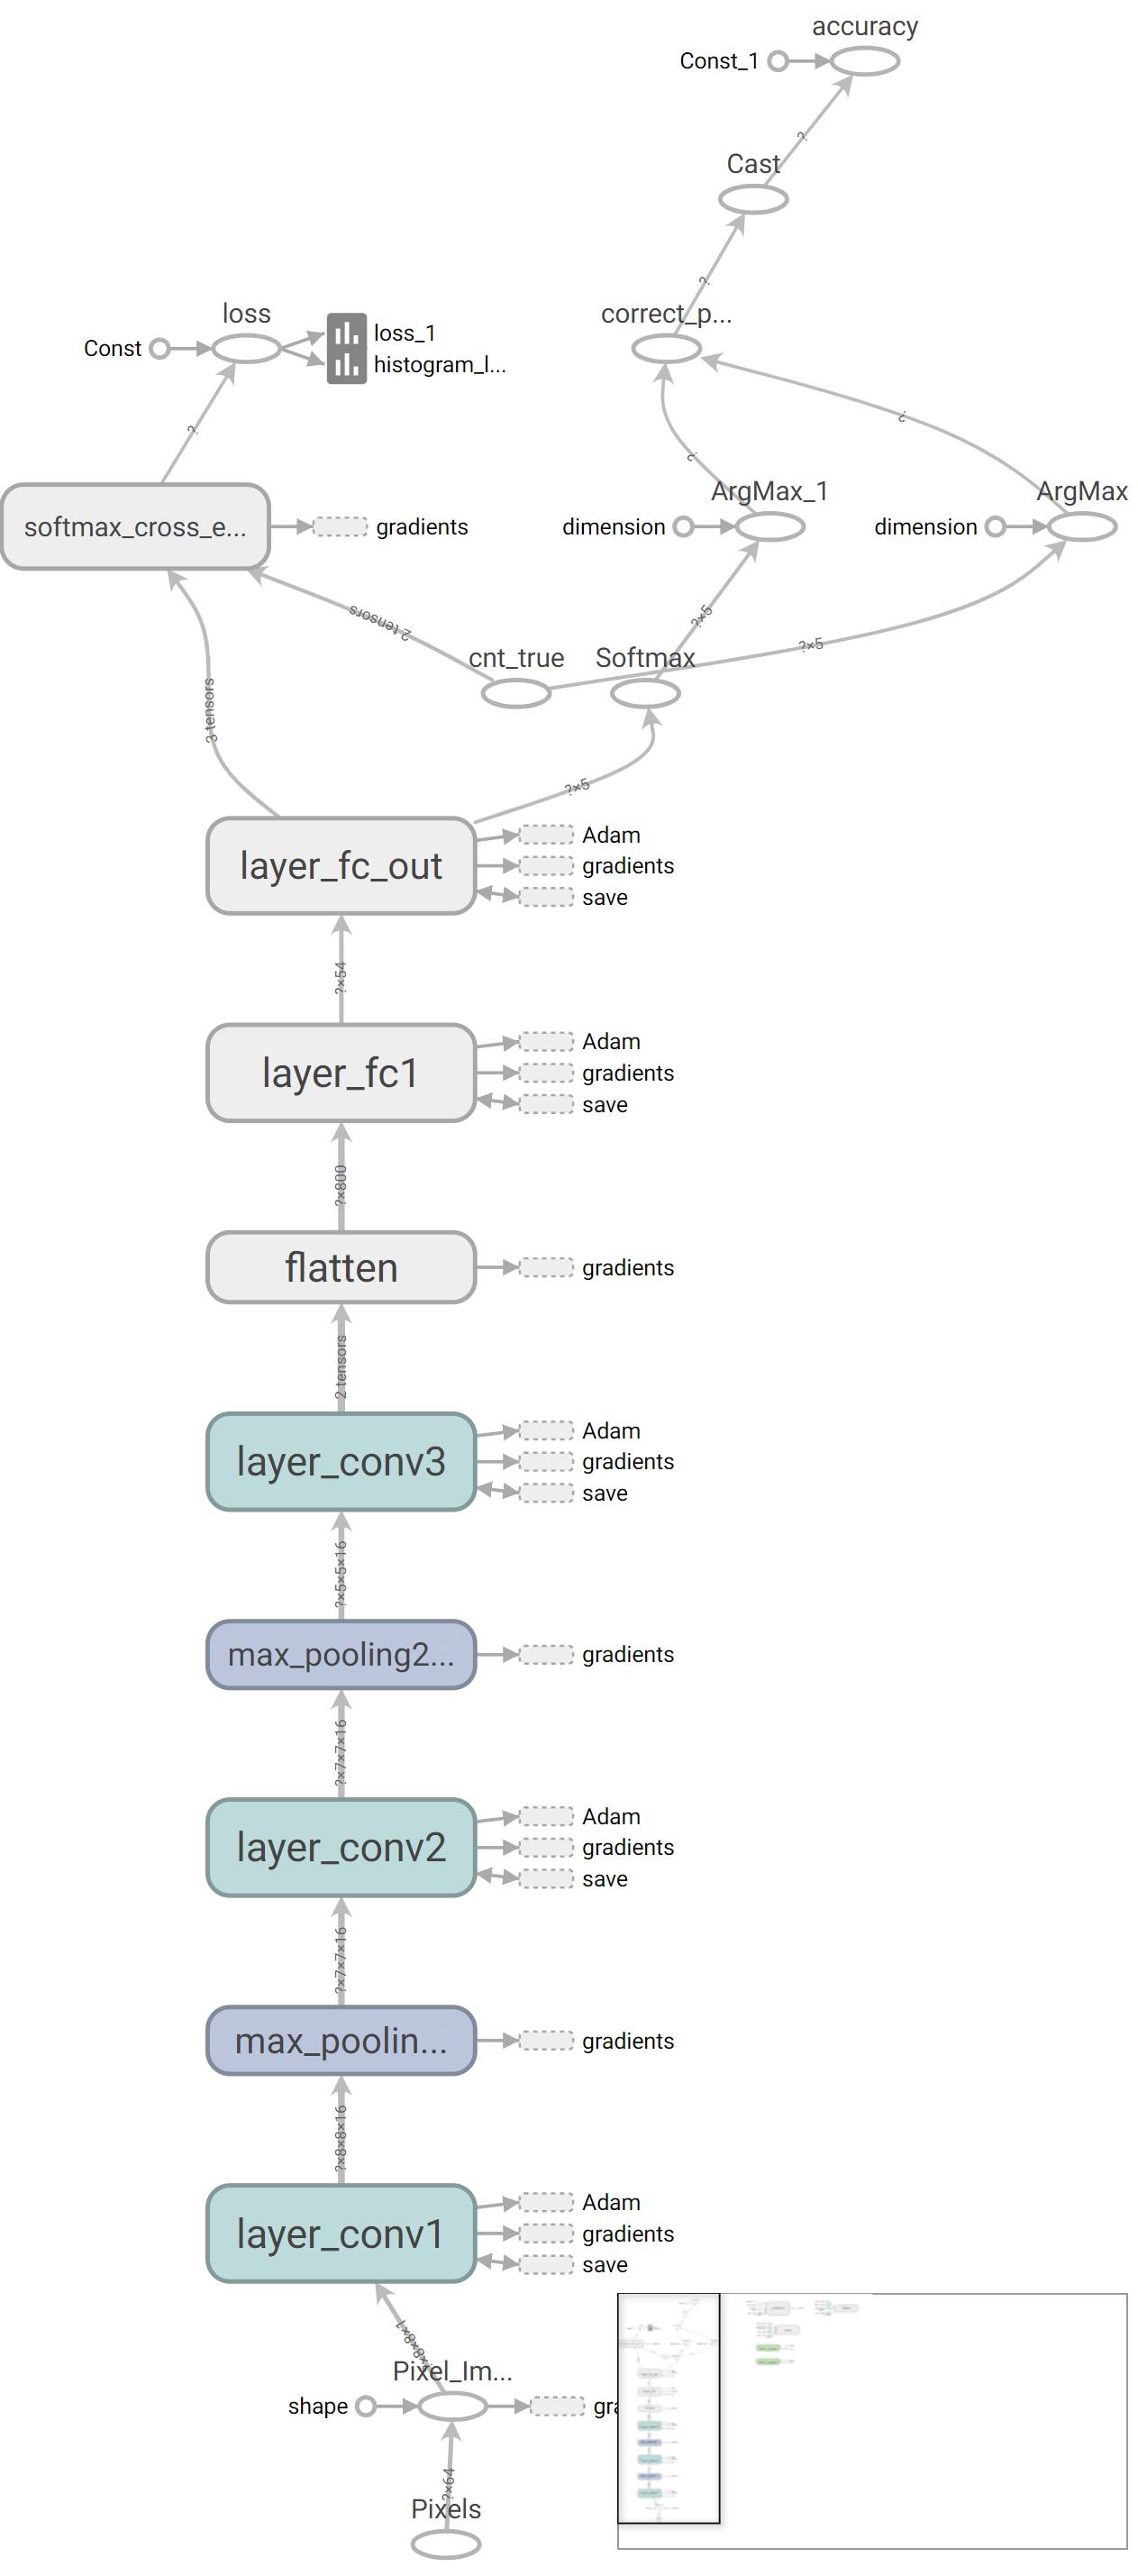 accuracy
Const_1
?
Cast
?
loss
correct_p...
Const
loss_1
histogram_l...
?
?
?
ArgMax_1
ArgMax
softmax_cross_e...
gradients
dimension
dimension
2 tensors
?×5
?×5
cnt_true
Softmax
3 tensors
?×5
layer_fc_out
Adam
gradients
save
?×54
layer_fc1
Adam
gradients
save
?×800
flatten
gradients
2 tensors
layer_conv3
Adam
gradients
save
?×5×5×16
max_pooling2...
gradients
?×7×7×16
layer_conv2
Adam
gradients
save
?×7×7×16
max_poolin...
gradients
?×8×8×16
layer_conv1
Adam
gradients
save
?×8×8×1
Pixel_Im...
shape
gra
?×64
Pixels